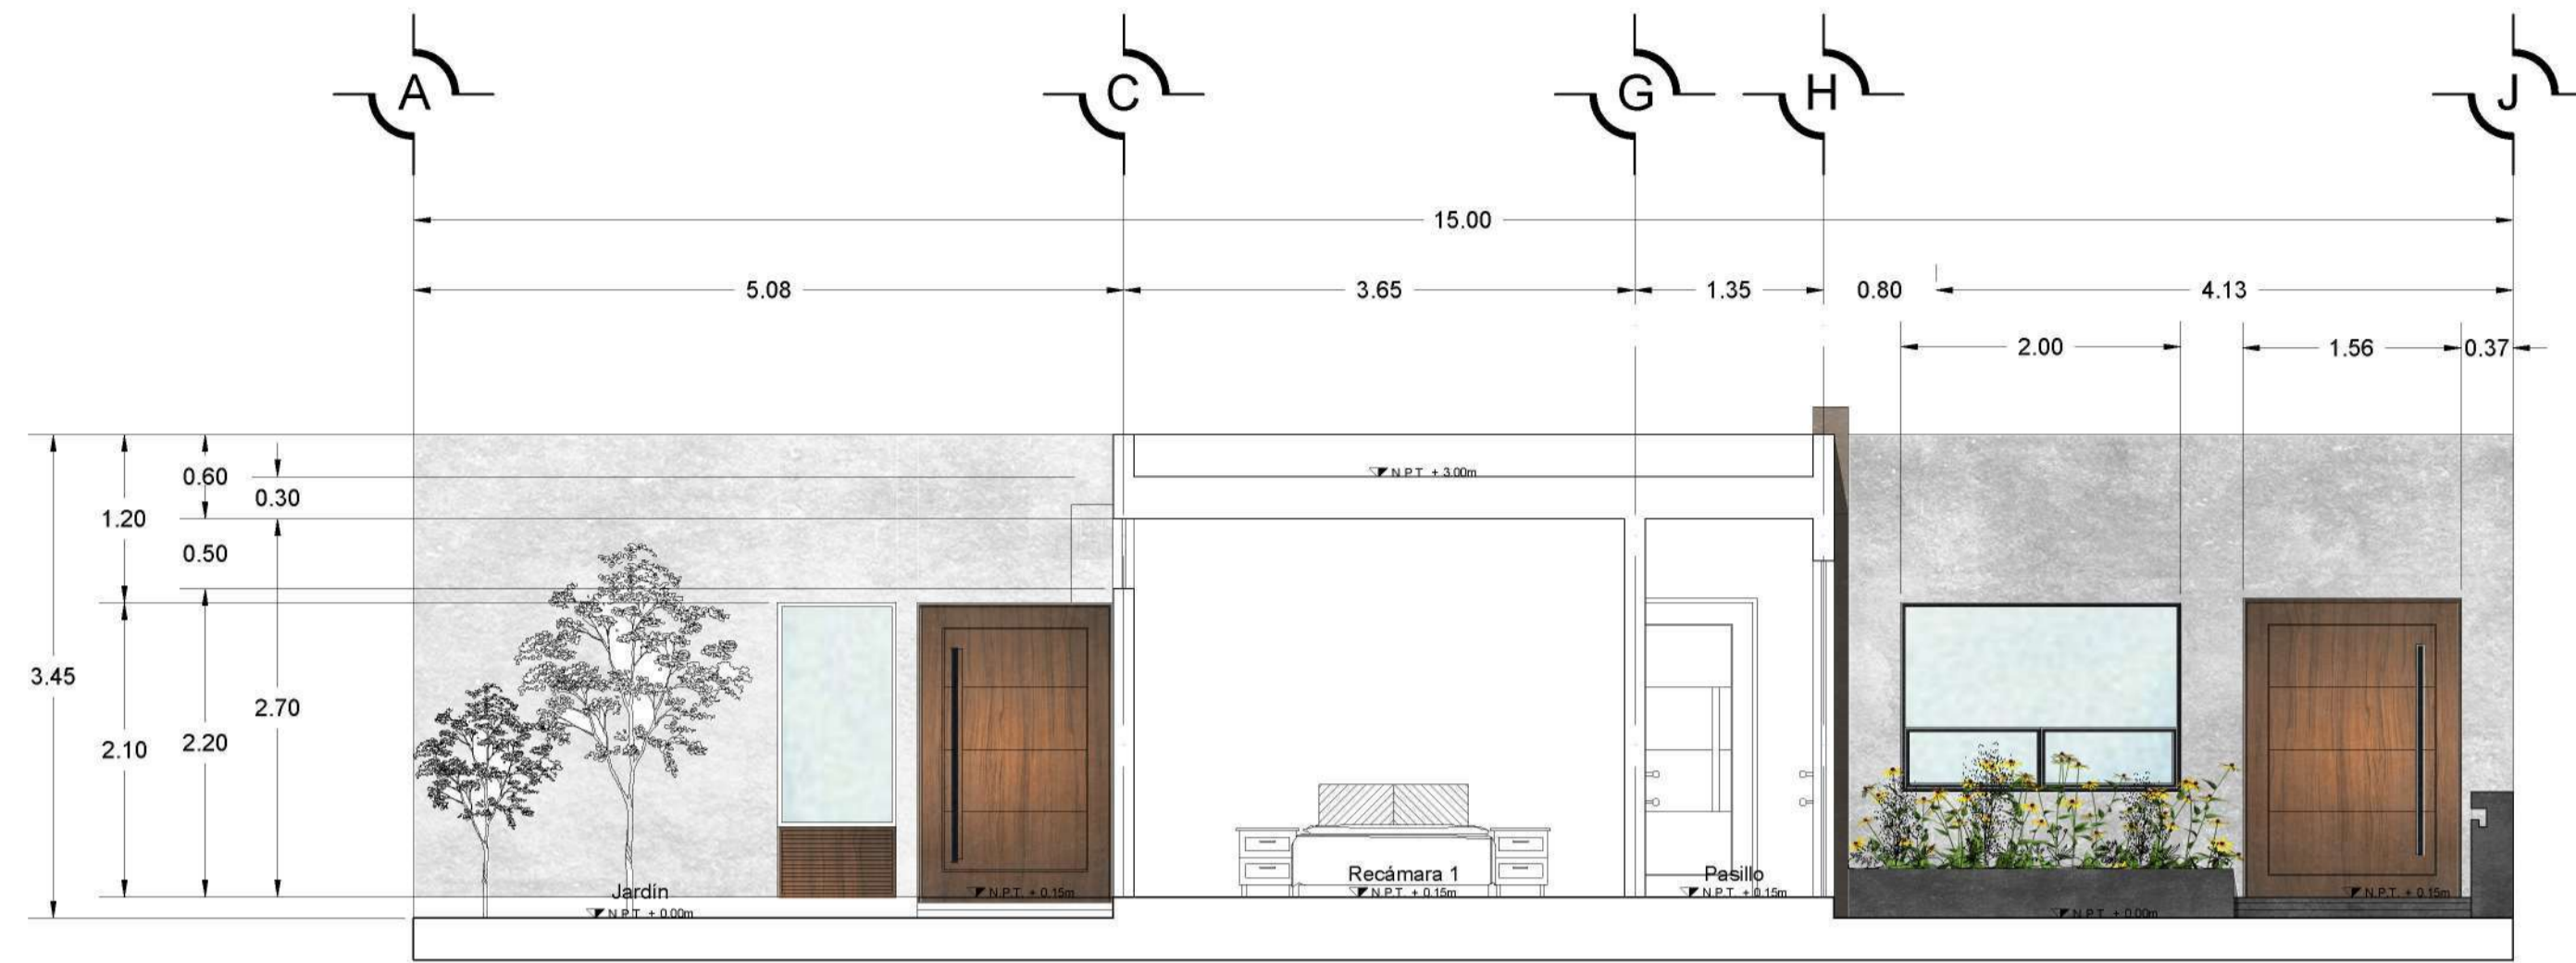 A C G H J
15.00
5.08 3.65 1.35 0.80 4.13
2.00 1.56 0.37
0.60
0.30
1.20
0.50
3.45
2.70
2.10 2.20
N.P.T. + 3.00m
Jardín
N.P.T. + 0.00m
N.P.T. + 0.15m
Recámara 1
N.P.T. + 0.15m
Pasillo
N.P.T. + 0.15m
N.P.T. + 0.00m
N.P.T. + 0.15m